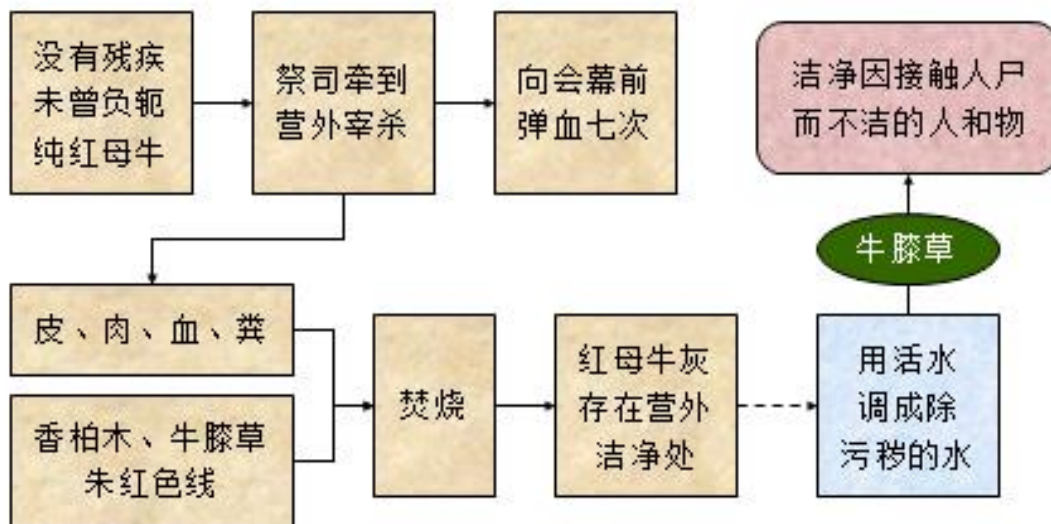 没有残疾
未曾负轭
纯红母牛
祭司牵到
营外宰杀
向会幕前
弹血七次
洁净因接触人尸
而不洁的人和物
牛膝草
皮、肉、血、粪
香柏木、牛膝草
朱红色线
焚烧
红母牛灰
存在营外
洁净处
用活水
调成除
污秽的水